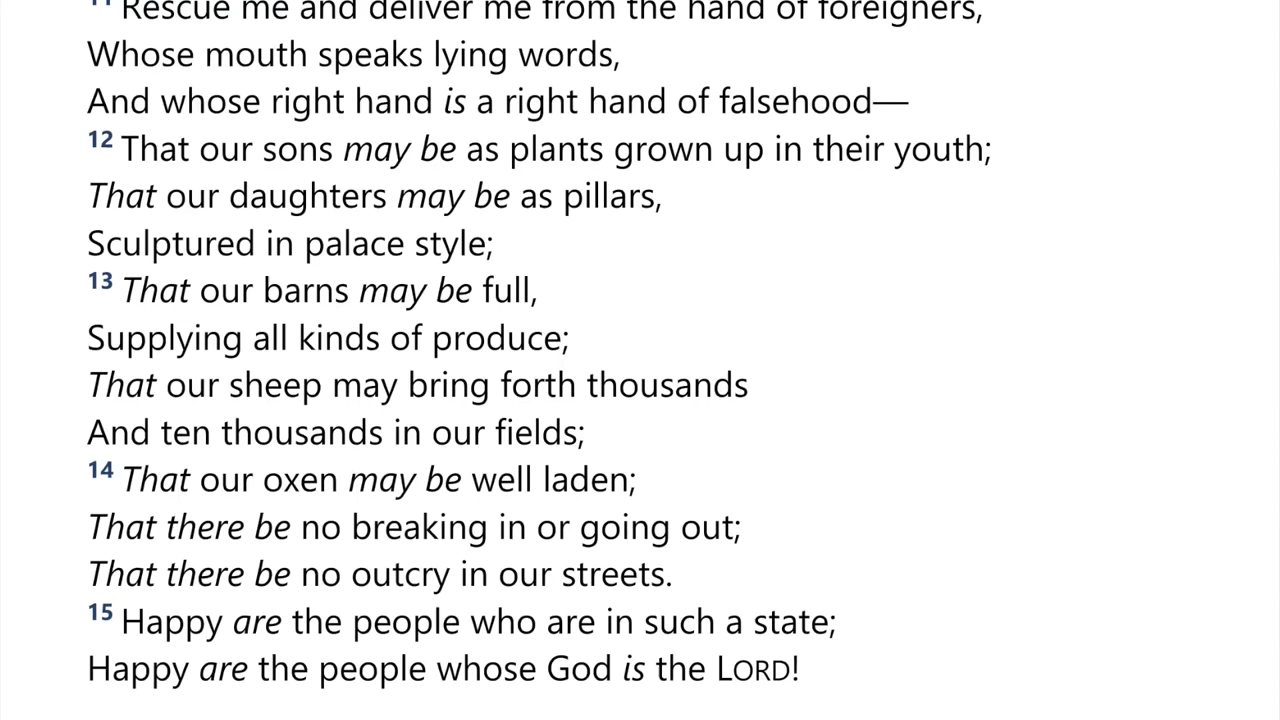 11 Rescue me and deliver me from the hand of foreigners,
Whose mouth speaks lying words,
And whose right hand is a right hand of falsehood—
12 That our sons may be as plants grown up in their youth;
That our daughters may be as pillars,
Sculptured in palace style;
13 That our barns may be full,
Supplying all kinds of produce;
That our sheep may bring forth thousands
And ten thousands in our fields;
14 That our oxen may be well laden;
That there be no breaking in or going out;
That there be no outcry in our streets.
15 Happy are the people who are in such a state;
Happy are the people whose God is the LORD!